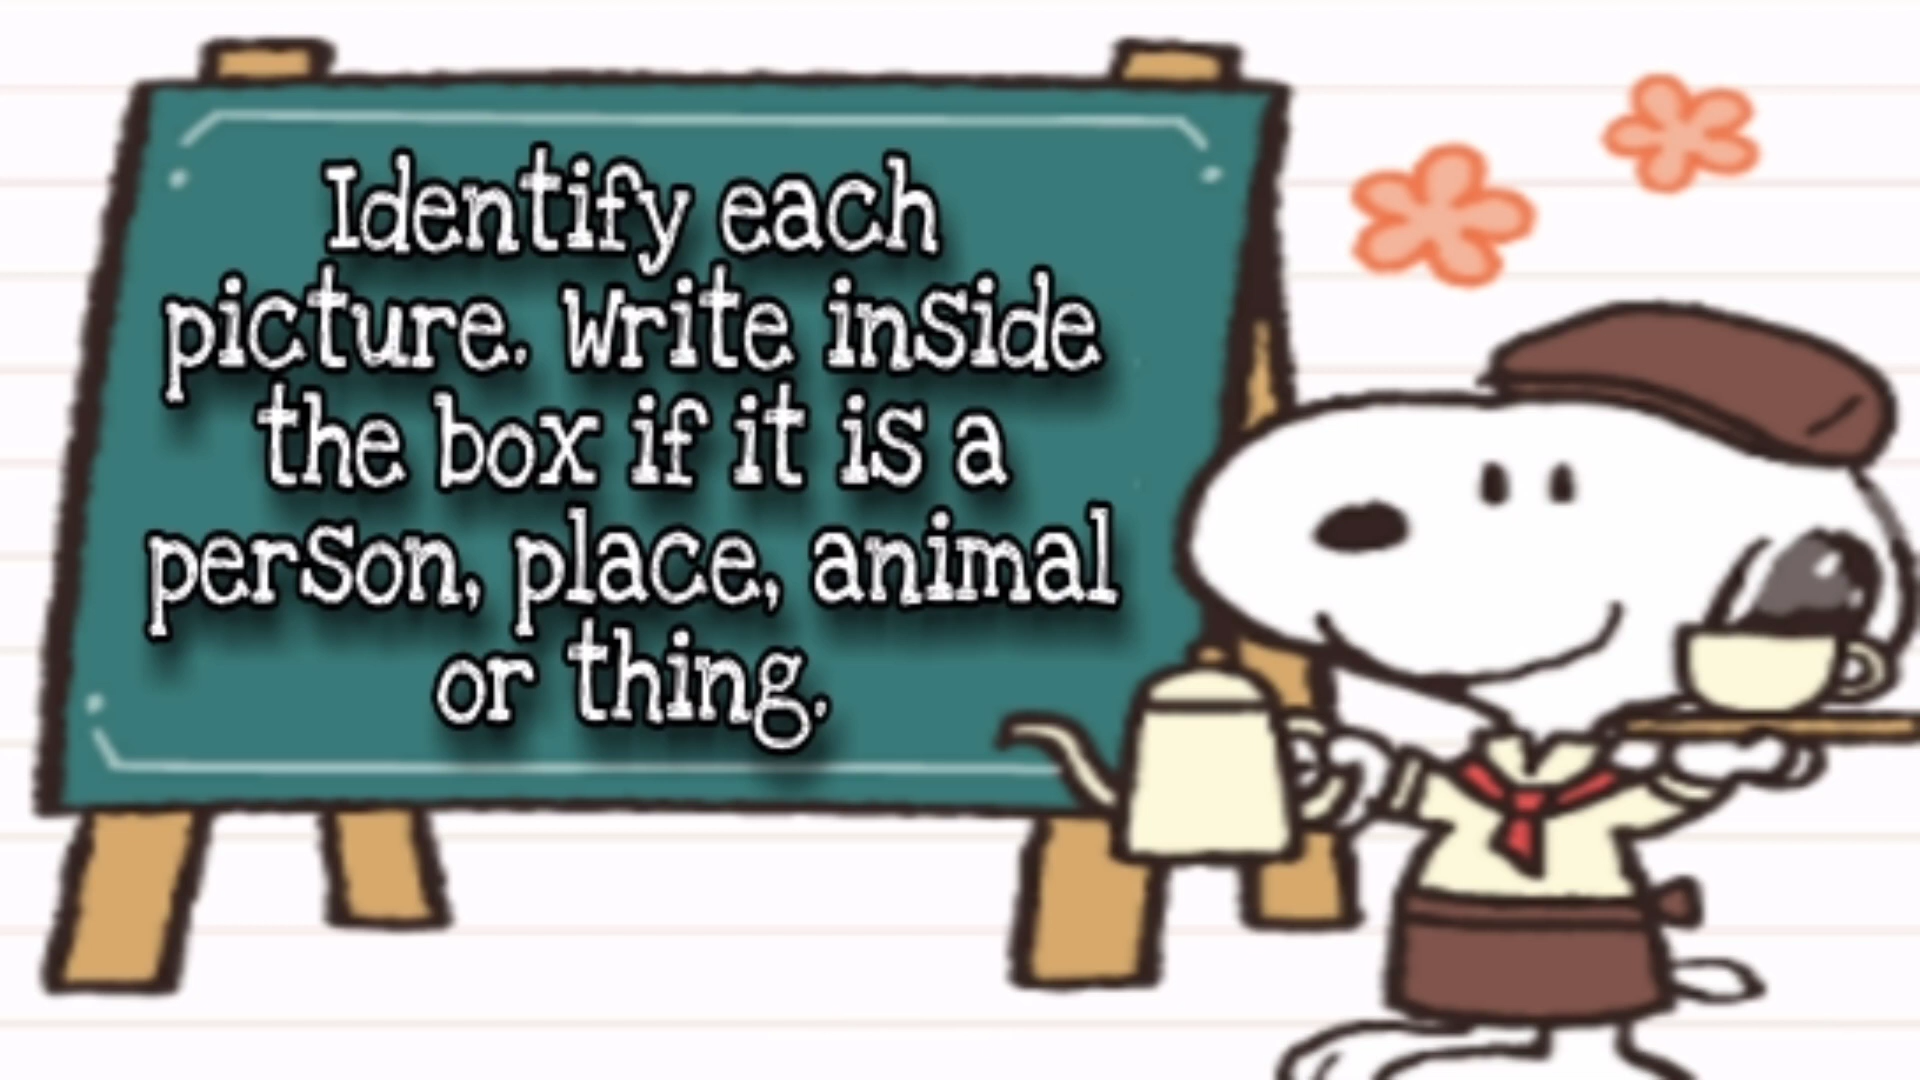 Identify each
picture. Write inside
the box if it is a
person, place, animal
or thing.